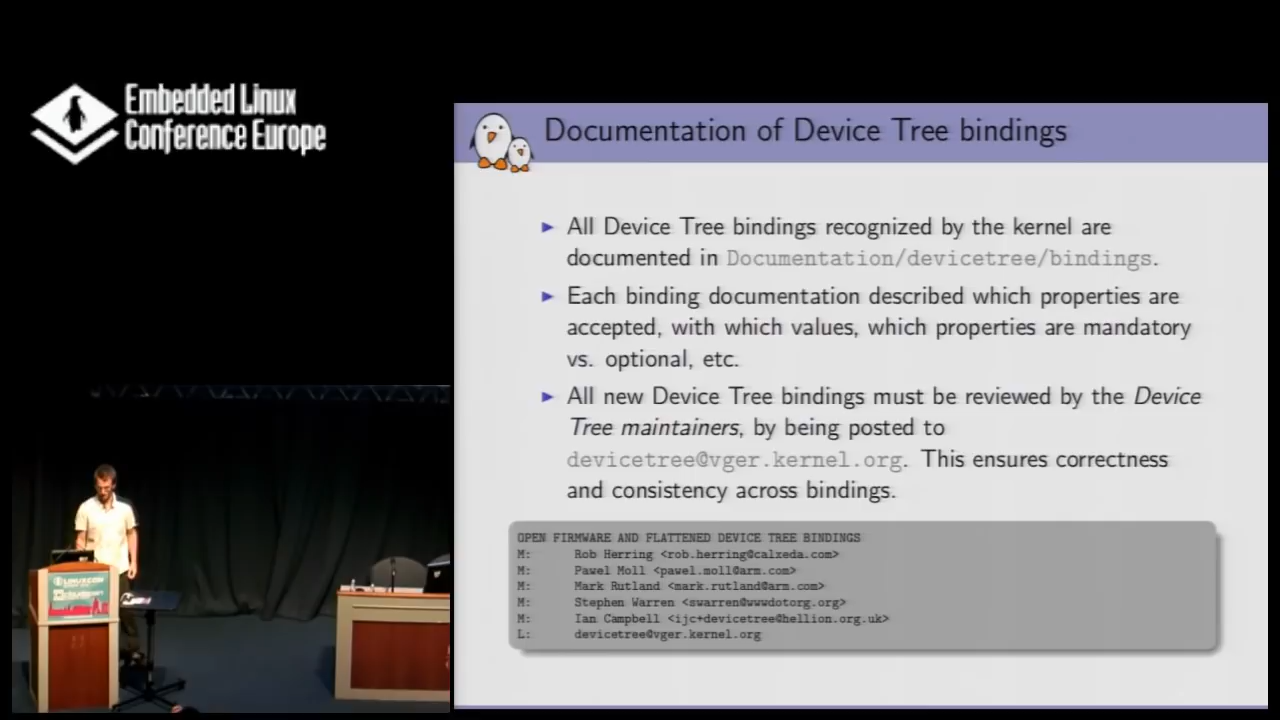 Embedded Linux
Conference Europe
Documentation of Device Tree bindings
All Device Tree bindings recognized by the kernel are
documented in Documentation/devicetree/bindings.
Each binding documentation described which properties are
accepted, with which values, which properties are mandatory
vs. optional, etc.
All new Device Tree bindings must be reviewed by the Device
Tree maintainers, by being posted to
devicetree@vger.kernel.org. This ensures correctness
and consistency across bindings.
OPEN FIRMWARE AND FLATTENED DEVICE TREE BINDINGS
M: Rob Herring <rob.herring@calxeda.com>
M: Pawel Moll <pawel.moll@arm.com>
M: Mark Rutland <mark.rutland@arm.com>
M: Stephen Warren <swarren@wwwdotorg.org>
M: Ian Campbell <ijc+devicetree@hellion.org.uk>
L: devicetree@vger.kernel.org
LINUXCON